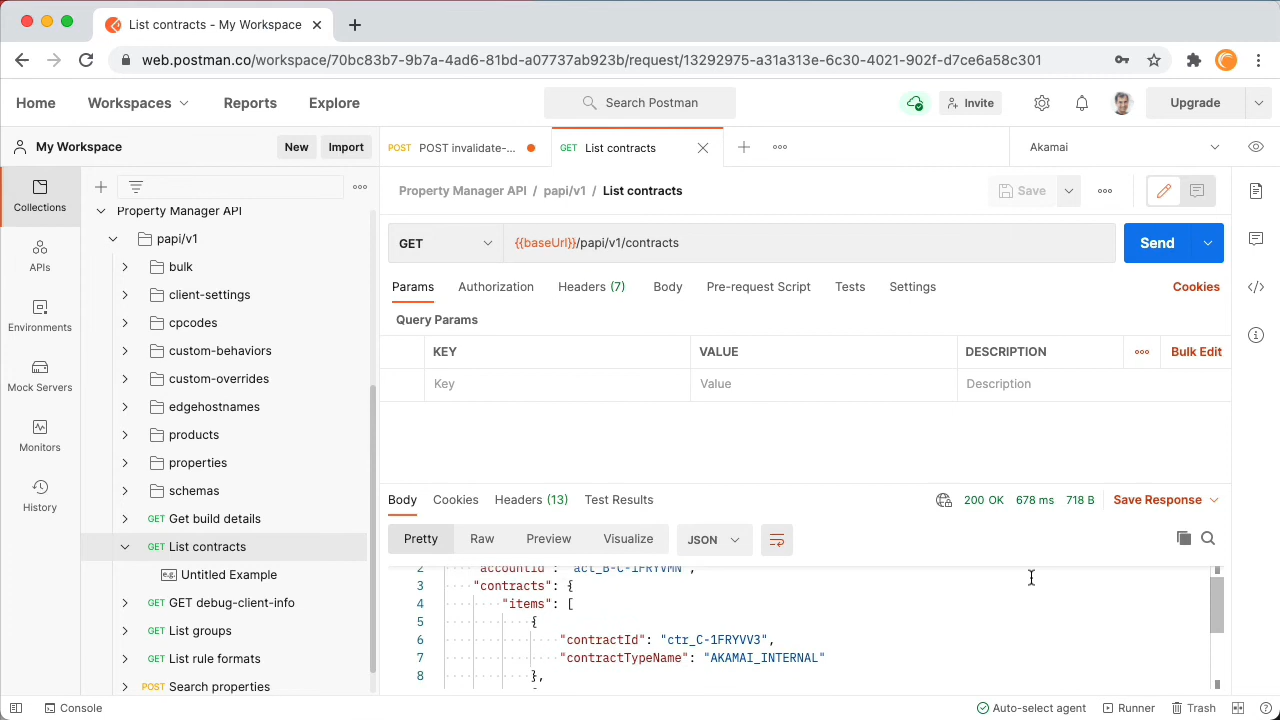 List contracts - My Workspace
web.postman.co/workspace/70bc83b7-9b7a-4ad6-81bd-a07737ab923b/request/13292975-a31a313e-6c30-4021-902f-d7ce6a58c301
Home Workspaces Reports Explore Search Postman Invite Upgrade
My Workspace New Import
POST POST invalidate-... GET List contracts Akamai
Collections
APIs
Environments
Mock Servers
Monitors
History
Property Manager API
papi/v1
bulk
client-settings
cpcodes
custom-behaviors
custom-overrides
edgehostnames
products
properties
schemas
GET Get build details
GET List contracts
e.g. Untitled Example
GET GET debug-client-info
GET List groups
GET List rule formats
POST Search properties
Property Manager API / papi/v1 / List contracts Save
GET {{baseUrl}}/papi/v1/contracts Send
Params Authorization Headers (7) Body Pre-request Script Tests Settings Cookies
Query Params
KEY VALUE DESCRIPTION Bulk Edit
Key Value Description
Body Cookies Headers (13) Test Results 200 OK 678 ms 718 B Save Response
Pretty Raw Preview Visualize JSON
2 "accountId": "act_B-C-1FRYVMN",
3 "contracts": {
4 "items": [
5 {
6 "contractId": "ctr_C-1FRYVV3",
7 "contractTypeName": "AKAMAI_INTERNAL"
8 },
Console Auto-select agent Runner Trash